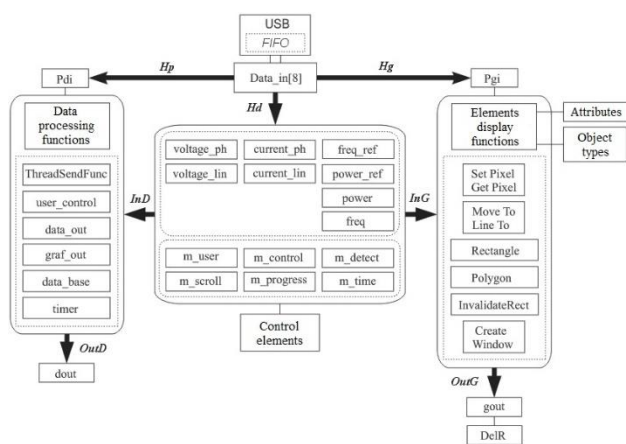 USB
FIFO
Data_in[8]
Hp
Hg
Hd
Pdi
Pgi
Data
processing
functions
ThreadSendFunc
user_control
data_out
graf_out
data_base
timer
OutD
dout
InD
voltage_ph
current_ph
freq_ref
voltage_lin
current_lin
power_ref
power
freq
m_user
m_control
m_detect
m_scroll
m_progress
m_time
Control
elements
InG
Elements
display
functions
Attributes
Object
types
Set Pixel
Get Pixel
Move To
Line To
Rectangle
Polygon
InvalidateRect
Create
Window
OutG
gout
DelR